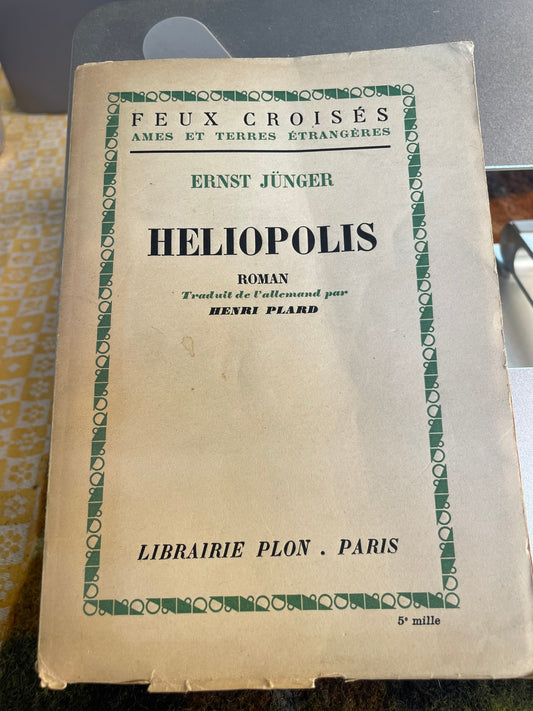 FEUX CROISÉS
AMES ET TERRES ÉTRANGÈRES
ERNST JÜNGER
HELIOPOLIS
ROMAN
Traduit de l'allemand par
HENRI PLARD
LIBRAIRIE PLON . PARIS
5e mille